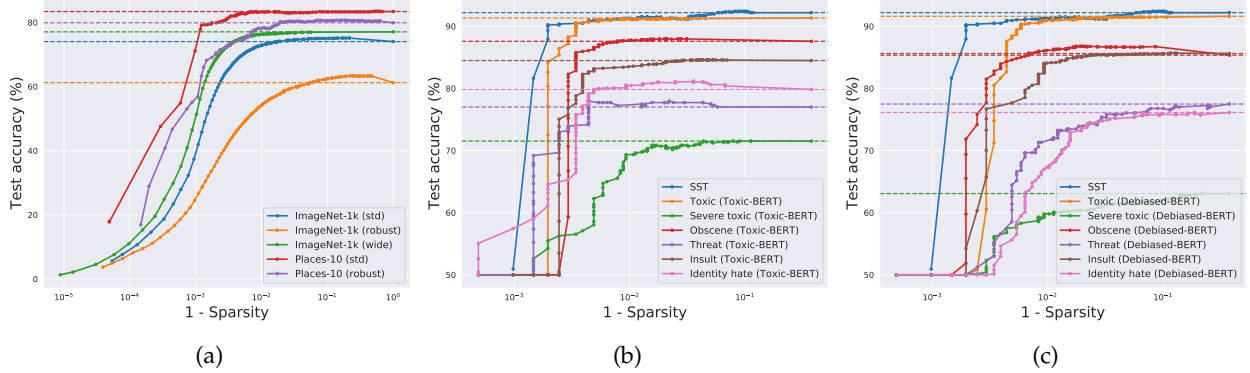 Test accuracy (%)
80
60
40
20
0
10⁻⁵
10⁻⁴
10⁻³
10⁻²
10⁻¹
10⁰
1 - Sparsity
ImageNet-1k (std)
ImageNet-1k (robust)
ImageNet-1k (wide)
Places-10 (std)
Places-10 (robust)
(a)
Test accuracy (%)
90
80
70
60
50
10⁻³
10⁻²
10⁻¹
1 - Sparsity
SST
Toxic (Toxic-BERT)
Severe toxic (Toxic-BERT)
Obscene (Toxic-BERT)
Threat (Toxic-BERT)
Insult (Toxic-BERT)
Identity hate (Toxic-BERT)
(b)
Test accuracy (%)
90
80
70
60
50
10⁻³
10⁻²
10⁻¹
1 - Sparsity
SST
Toxic (Debiased-BERT)
Severe toxic (Debiased-BERT)
Obscene (Debiased-BERT)
Threat (Debiased-BERT)
Insult (Debiased-BERT)
Identity hate (Debiased-BERT)
(c)